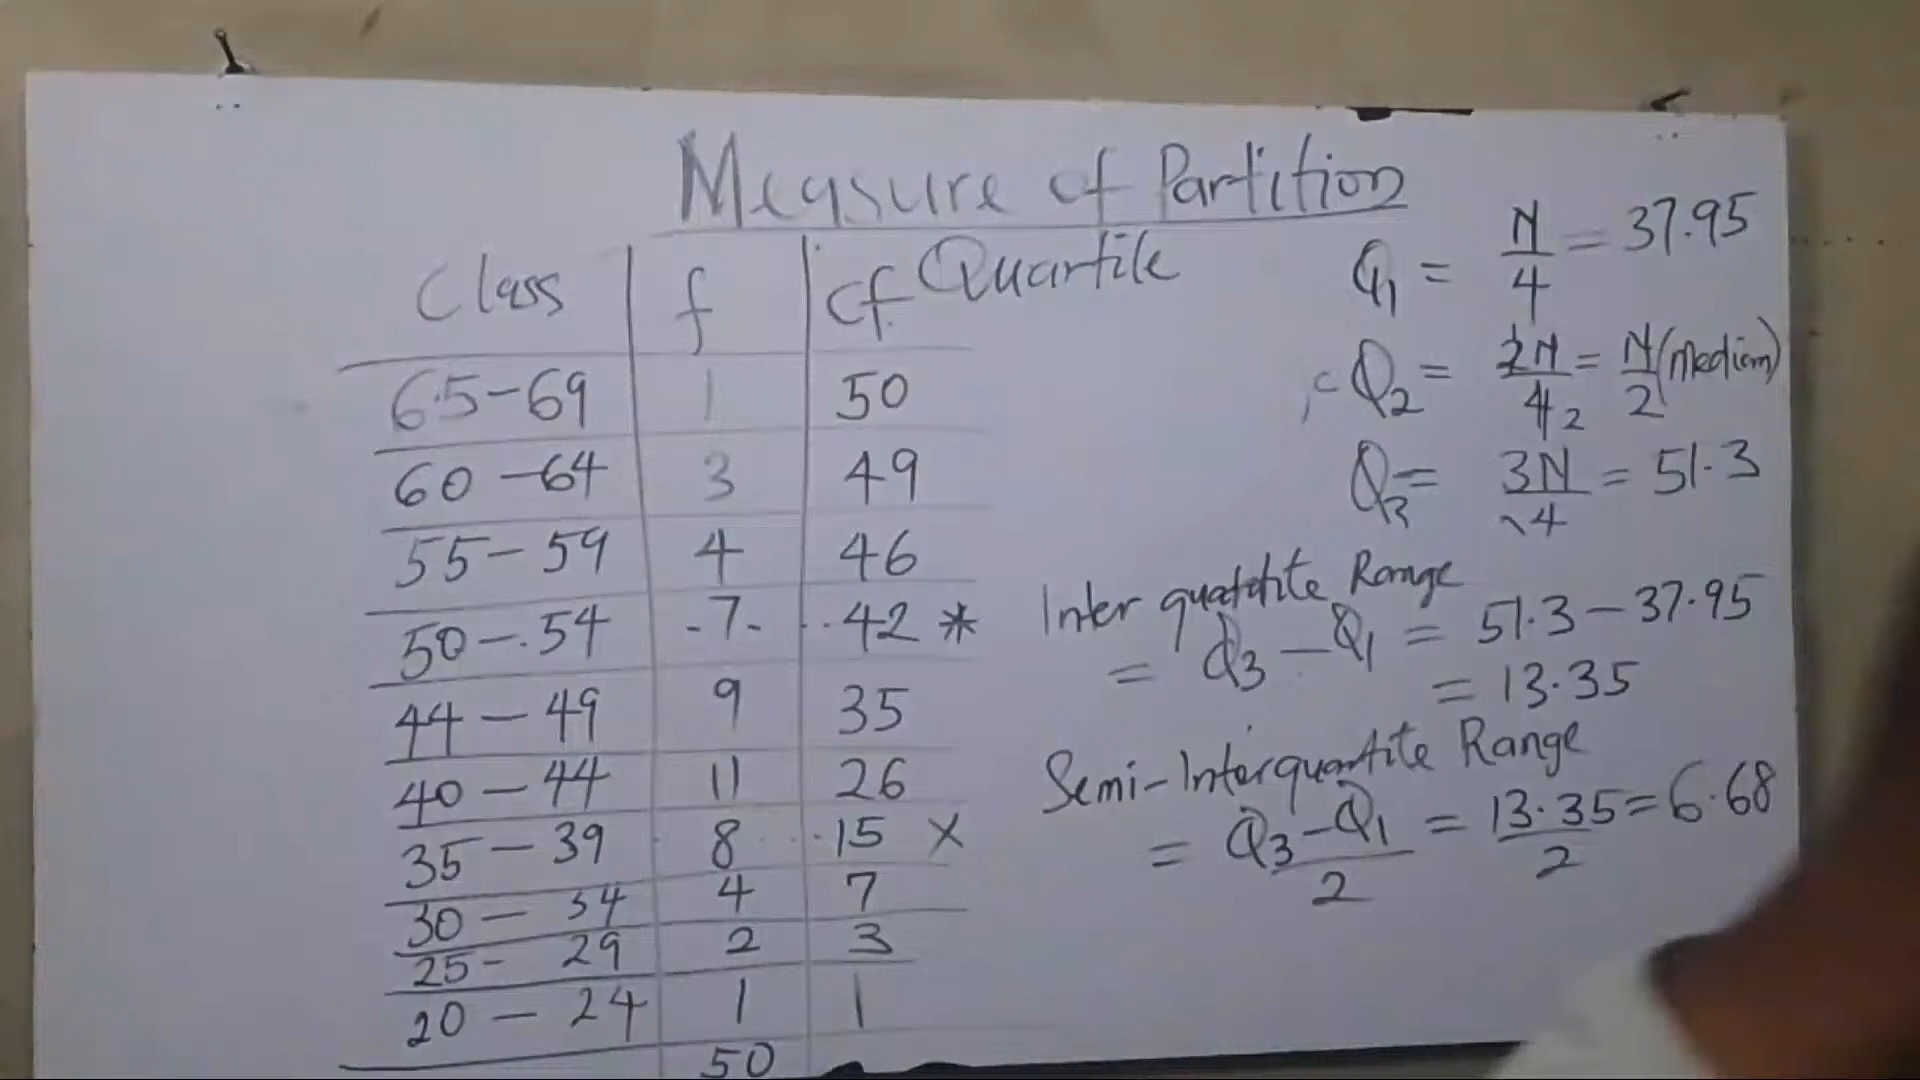 Measure of Partition
Quartile
Class | f | cf
65-69 | 1 | 50
60-64 | 3 | 49
55-59 | 4 | 46
50-54 | -7- | 42 *
44-49 | 9 | 35
40-44 | 11 | 26
35-39 | 8 | 15 X
30-34 | 4 | 7
25-29 | 2 | 3
20-24 | 1 | 1
50
Q1 = N/4 = 37.95
Q2 = 2N/4 2 = N/2 (Medium)
Q3 = 3N/4 = 51.3
Inter quatotite Range
= Q3 - Q1 = 51.3 - 37.95
= 13.35
Semi-Interquartite Range
= Q3 - Q1 / 2 = 13.35 / 2 = 6.68